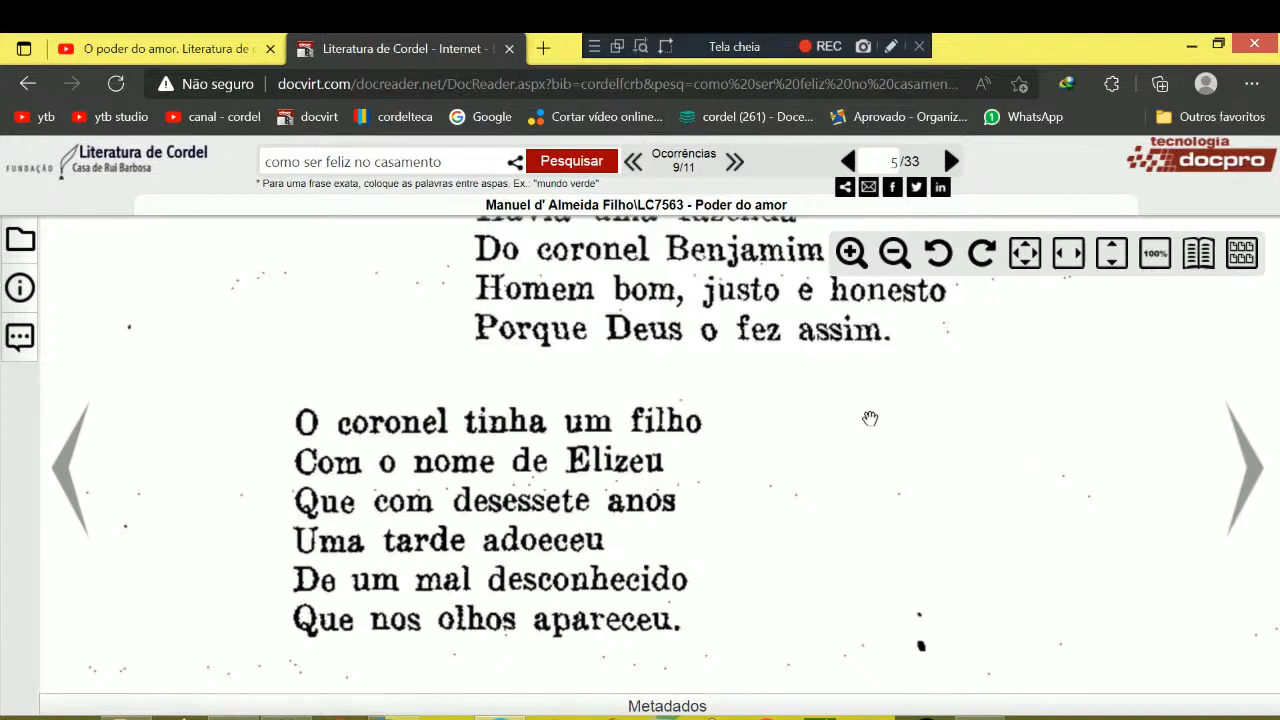 O poder do amor. Literatura de c
Literatura de Cordel - Internet -
Tela cheia
REC
Não seguro
docvirt.com/docreader.net/DocReader.aspx?bib=cordelfcrb&pesq=como%20ser%20feliz%20no%20casamen...
ytb
ytb studio
canal - cordel
docvirt
cordelteca
Google
Cortar vídeo online...
cordel (261) - Doce...
Aprovado - Organiz...
WhatsApp
Outros favoritos
FUNDAÇÃO
Literatura de Cordel
Casa de Rui Barbosa
como ser feliz no casamento
Pesquisar
Ocorrências
9/11
5 /33
tecnologia
docpro
* Para uma frase exata, coloque as palavras entre aspas. Ex.: "mundo verde"
Manuel d' Almeida Filho\LC7563 - Poder do amor
Havia uma fazenda
Do coronel Benjamim
100%
Homem bom, justo e honesto
Porque Deus o fez assim.
O coronel tinha um filho
Com o nome de Elizeu
Que com desessete anos
Uma tarde adoeceu
De um mal desconhecido
Que nos olhos apareceu.
Metadados